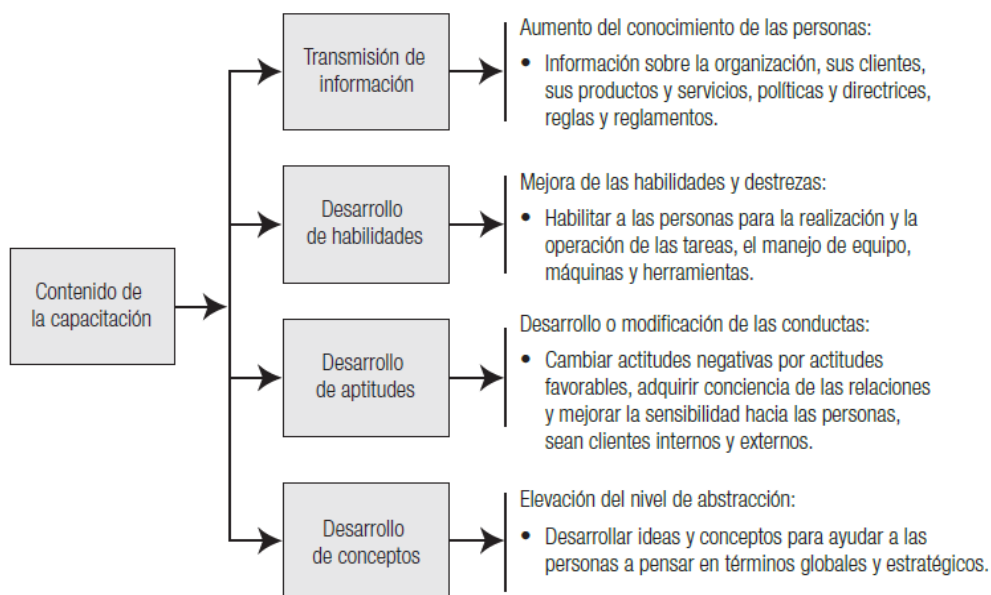 Contenido de
la capacitación
Transmisión de
información
Aumento del conocimiento de las personas:
• Información sobre la organización, sus clientes,
sus productos y servicios, políticas y directrices,
reglas y reglamentos.
Desarrollo
de habilidades
Mejora de las habilidades y destrezas:
• Habilitar a las personas para la realización y la
operación de las tareas, el manejo de equipo,
máquinas y herramientas.
Desarrollo
de aptitudes
Desarrollo o modificación de las conductas:
• Cambiar actitudes negativas por actitudes
favorables, adquirir conciencia de las relaciones
y mejorar la sensibilidad hacia las personas,
sean clientes internos y externos.
Desarrollo
de conceptos
Elevación del nivel de abstracción:
• Desarrollar ideas y conceptos para ayudar a las
personas a pensar en términos globales y estratégicos.